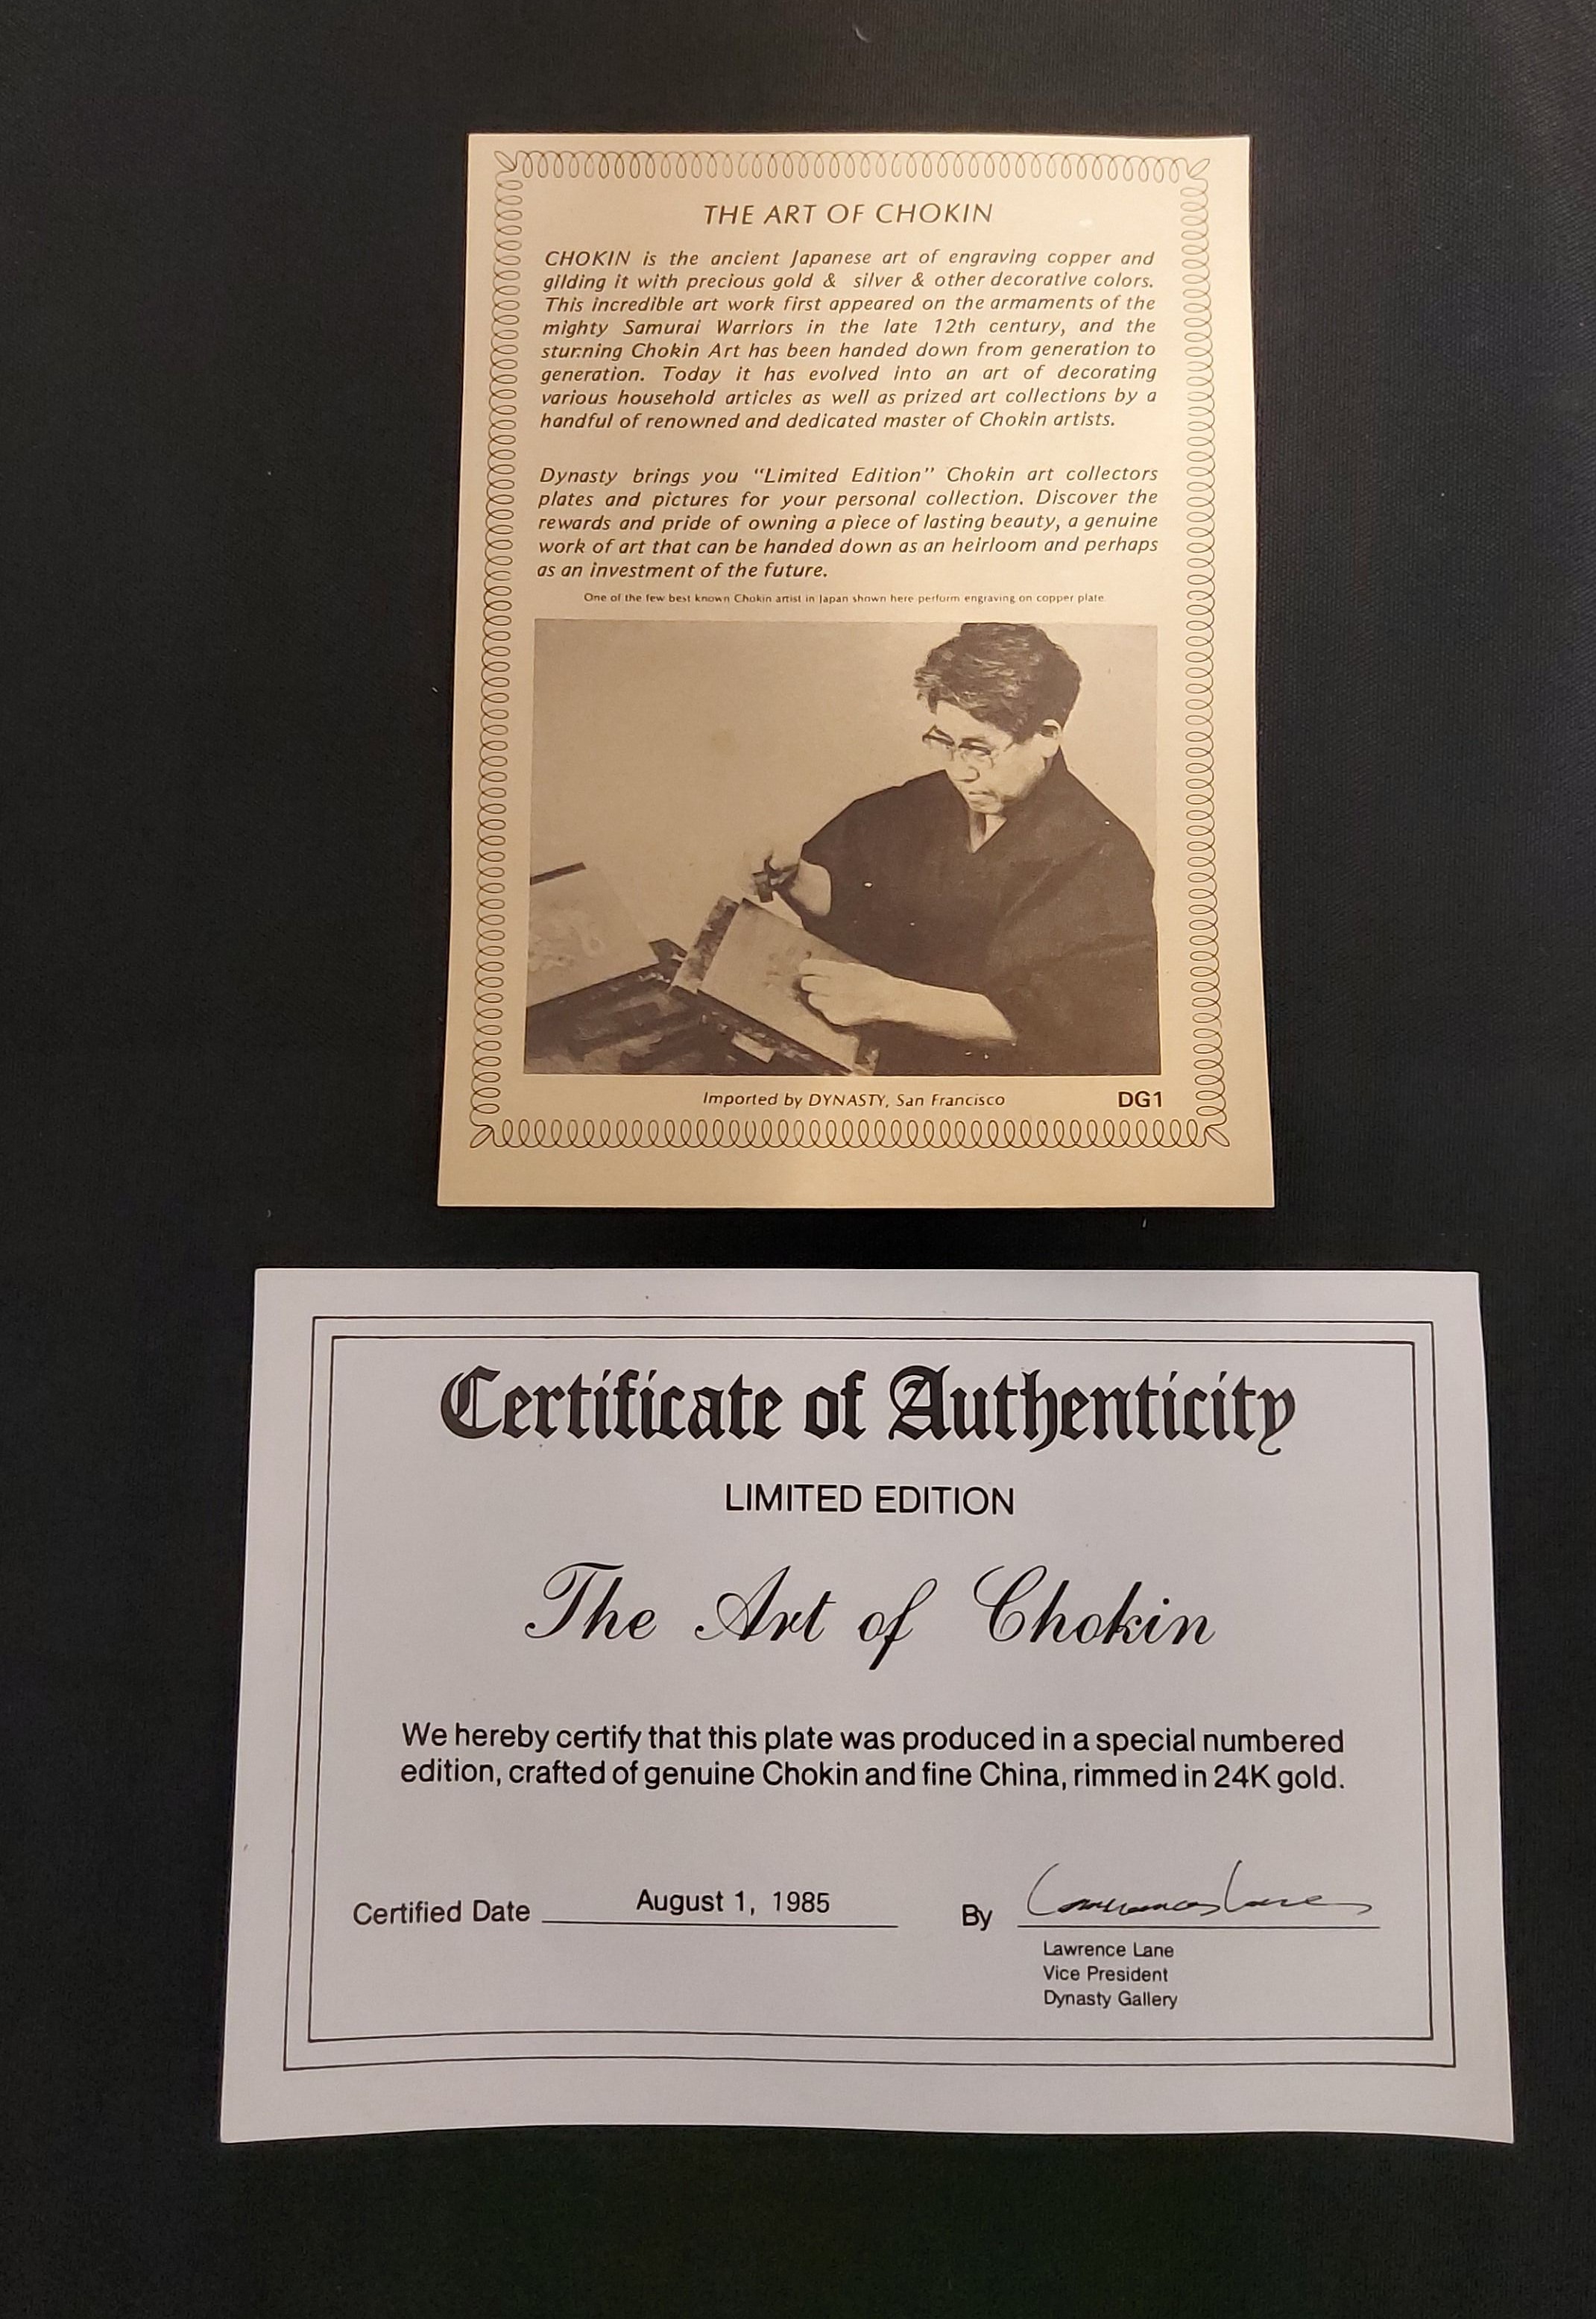 THE ART OF CHOKIN
CHOKIN is the ancient Japanese art of engraving copper and
gilding it with precious gold & silver & other decorative colors.
This incredible art work first appeared on the armaments of the
mighty Samurai Warriors in the late 12th century, and the
stunning Chokin Art has been handed down from generation to
generation. Today it has evolved into an art of decorating
various household articles as well as prized art collections by a
handful of renowned and dedicated master of Chokin artists.
Dynasty brings you "Limited Edition" Chokin art collectors
plates and pictures for your personal collection. Discover the
rewards and pride of owning a piece of lasting beauty, a genuine
work of art that can be handed down as an heirloom and perhaps
as an investment of the future.
One of the few best known Chokin artist in Japan shown here perform engraving on copper plate
Imported by DYNASTY, San Francisco DG1
Certificate of Authenticity
LIMITED EDITION
The Art of Chokin
We hereby certify that this plate was produced in a special numbered
edition, crafted of genuine Chokin and fine China, rimmed in 24K gold.
Certified Date August 1, 1985 By Lawrence Lane
Lawrence Lane
Vice President
Dynasty Gallery